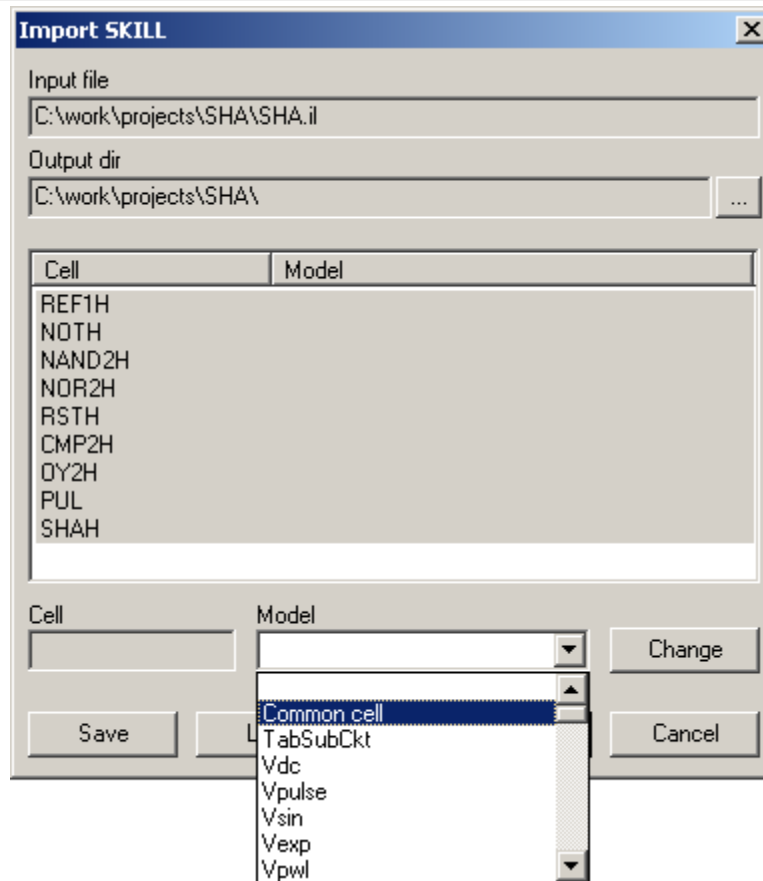 Import SKILL
Input file
C:\work\projects\SHA\SHA.il
Output dir
C:\work\projects\SHA\
...
Cell Model
REF1H
NOTH
NAND2H
NOR2H
RSTH
CMP2H
OY2H
PUL
SHAH
Cell Model
Change
Save Cancel
Common cell
TabSubCkt
Vdc
Vpulse
Vsin
Vexp
Vpwl